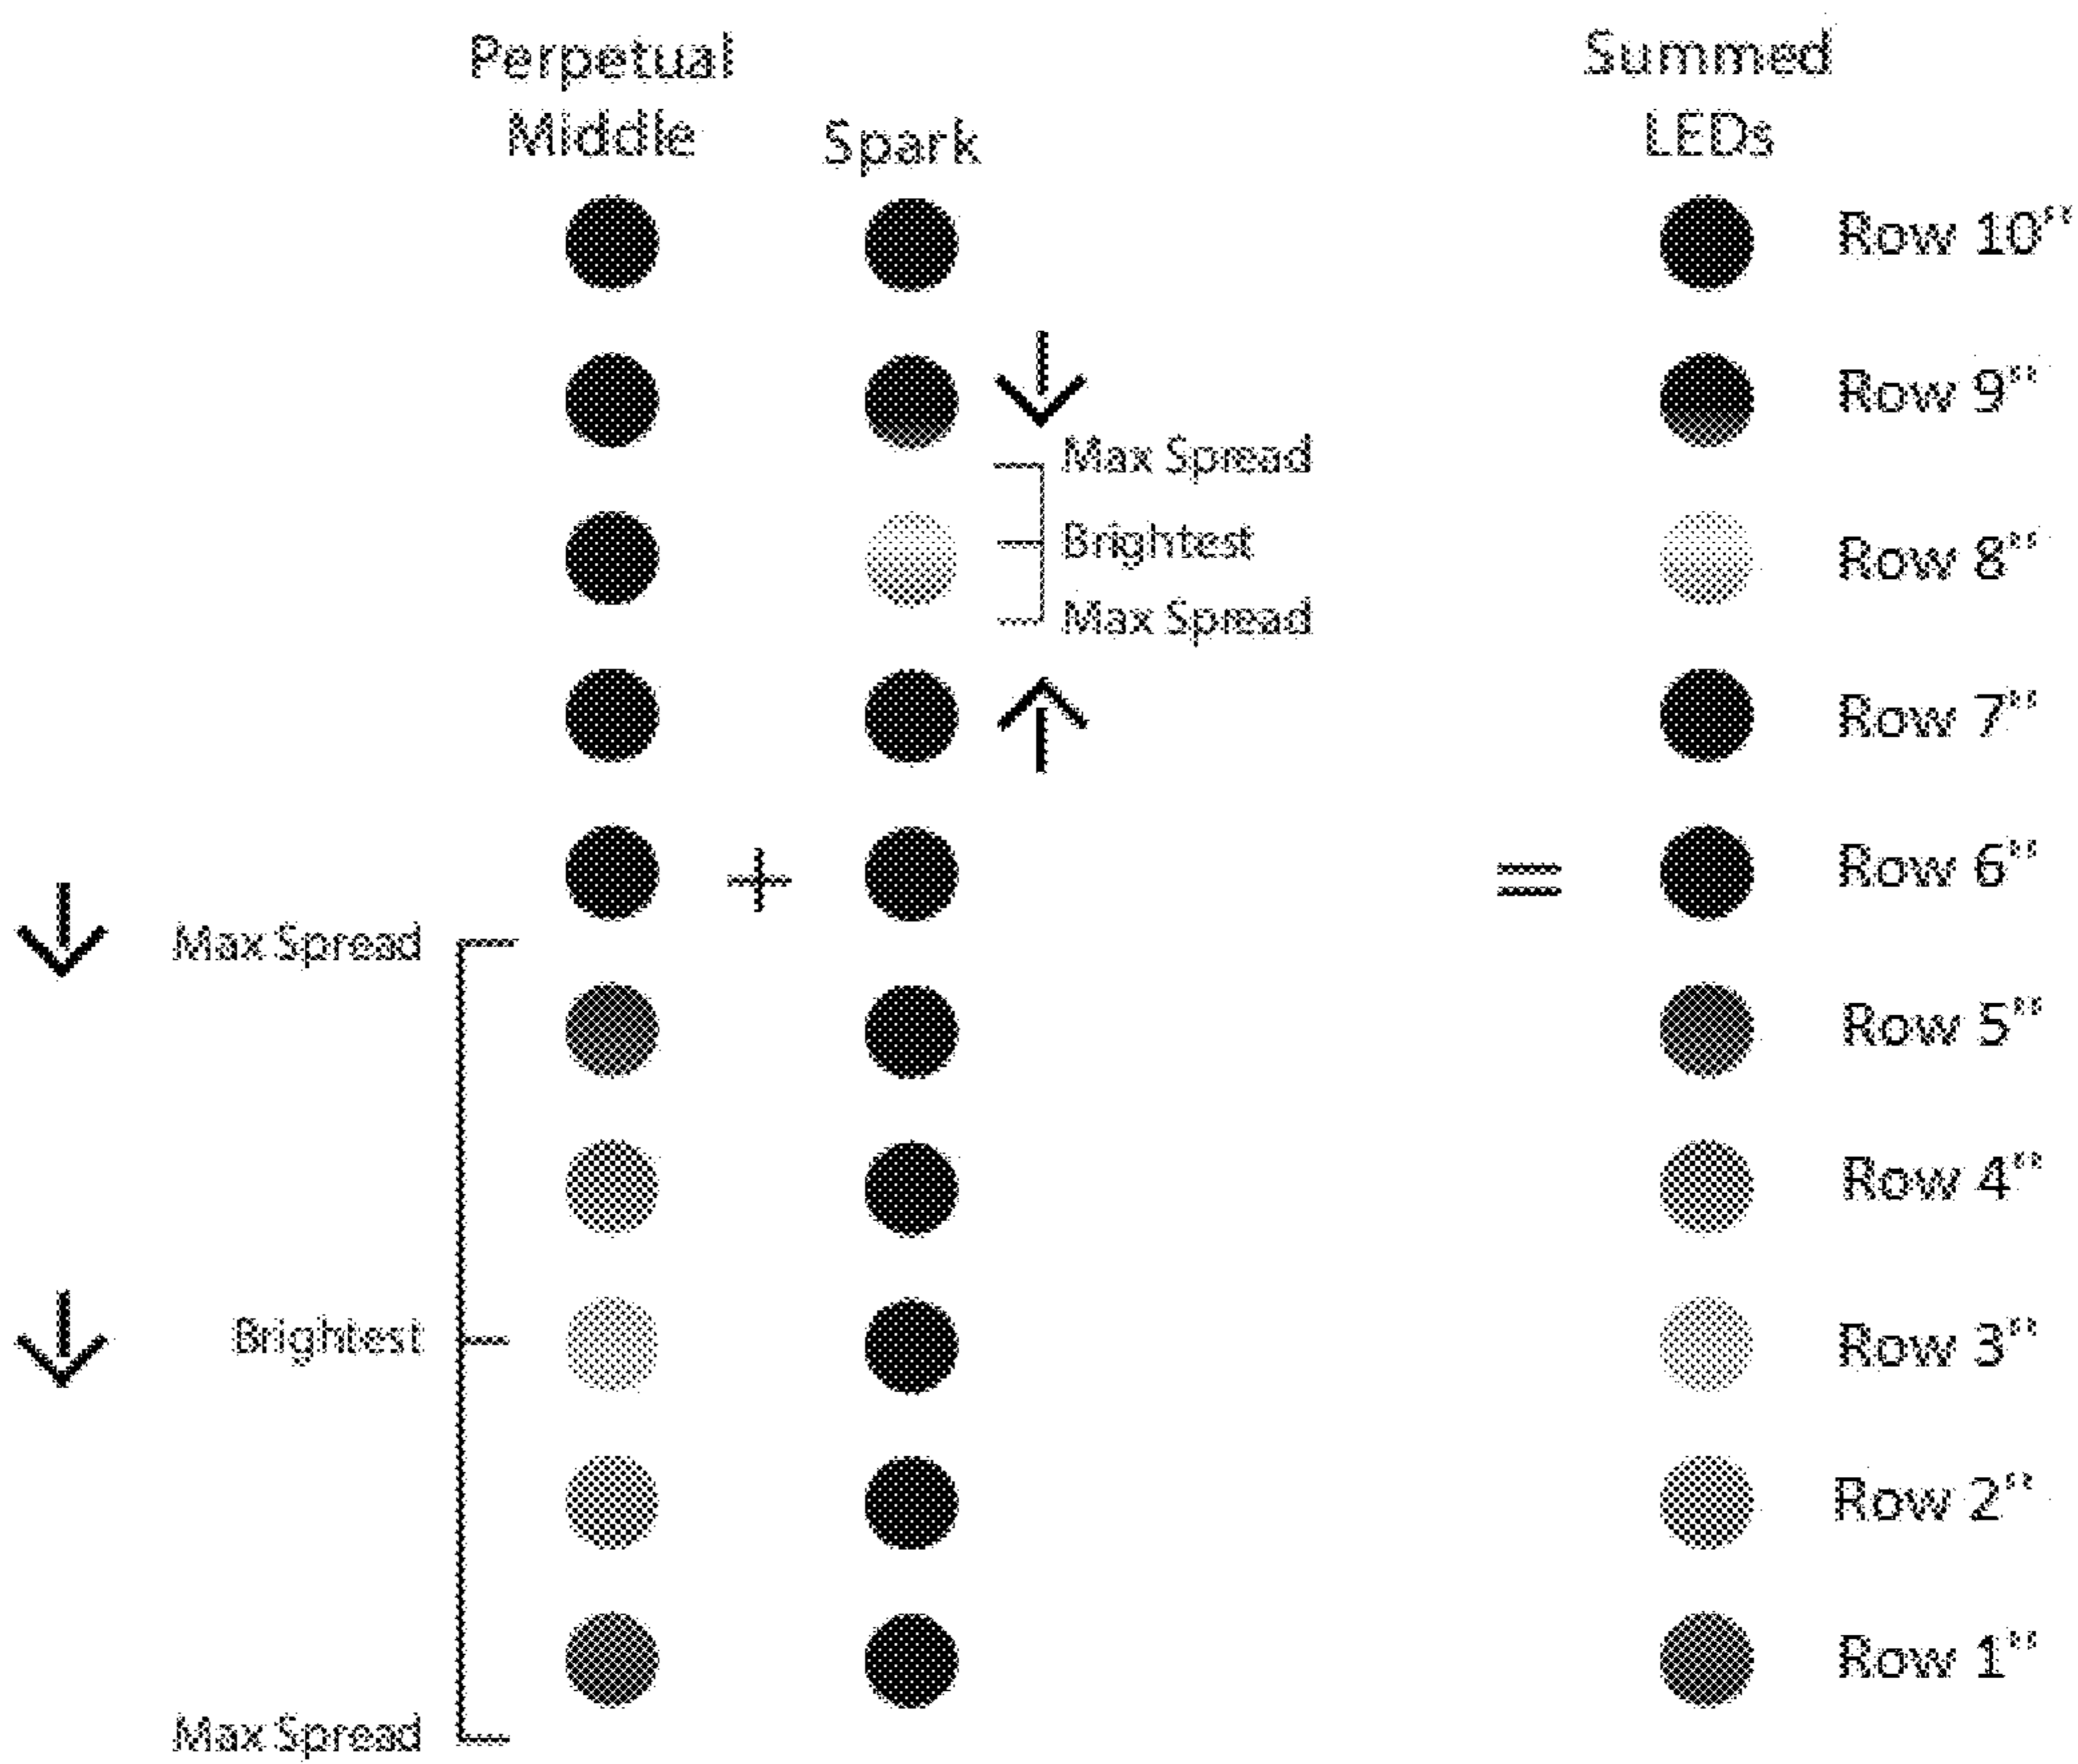 Perpetual
Middle
Spark
Summed
LEDs
Row 10''
Row 9''
Max Spread
Brightest
Row 8''
Max Spread
Row 7''
+
=
Row 6''
Max Spread
Row 5''
Row 4''
Brightest
Row 3''
Row 2''
Row 1''
Max Spread